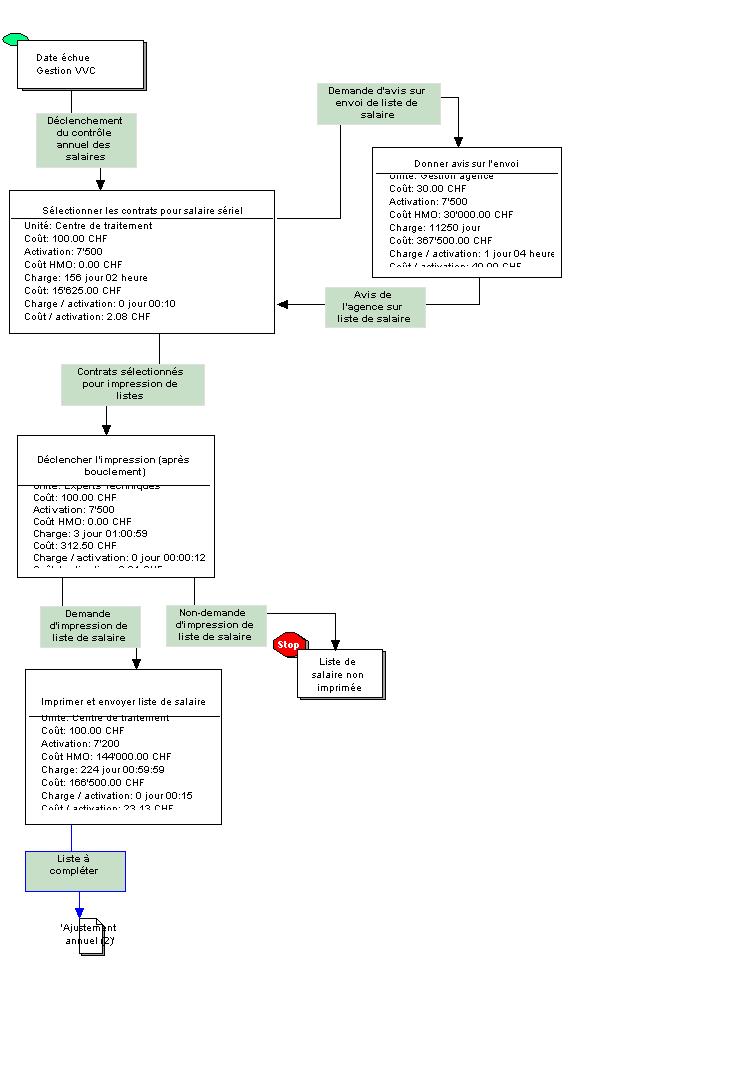 Date échue
Gestion VVC
Déclenchement
du contrôle
annuel des
salaires
Demande d'avis sur
envoi de liste de
salaire
Donner avis sur l'envoi
Unité: Gestion agence
Coût: 30.00 CHF
Activation: 7'500
Coût HMO: 30'000.00 CHF
Charge: 11250 jour
Coût: 367'500.00 CHF
Charge / activation: 1 jour 04 heure
Coût / activation: 49.00 CHF
Sélectionner les contrats pour salaire sériel
Unité: Centre de traitement
Coût: 100.00 CHF
Activation: 7'500
Coût HMO: 0.00 CHF
Charge: 156 jour 02 heure
Coût: 15'625.00 CHF
Charge / activation: 0 jour 00:10
Coût / activation: 2.08 CHF
Avis de
l'agence sur
liste de salaire
Contrats sélectionnés
pour impression de
listes
Déclencher l'impression (après
bouclement)
Unité: Experts Techniques
Coût: 100.00 CHF
Activation: 7'500
Coût HMO: 0.00 CHF
Charge: 3 jour 01:00:59
Coût: 312.50 CHF
Charge / activation: 0 jour 00:00:12
Demande
d'impression de
liste de salaire
Non-demande
d'impression de
liste de salaire
Stop
Liste de
salaire non
imprimée
Imprimer et envoyer liste de salaire
Unité: Centre de traitement
Coût: 100.00 CHF
Activation: 7'200
Coût HMO: 144'000.00 CHF
Charge: 224 jour 00:59:59
Coût: 166'500.00 CHF
Charge / activation: 0 jour 00:15
Coût / activation: 23.13 CHF
Liste à
compléter
'Ajustement
annuel (2)'